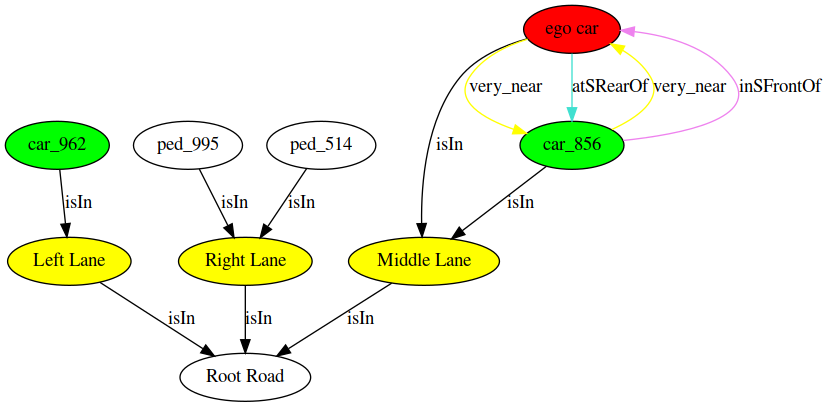 ego car
very_near
atSRearOf
very_near
inSFrontOf
car_962
ped_995
ped_514
isIn
car_856
isIn
isIn
isIn
isIn
Left Lane
Right Lane
Middle Lane
isIn
isIn
isIn
Root Road